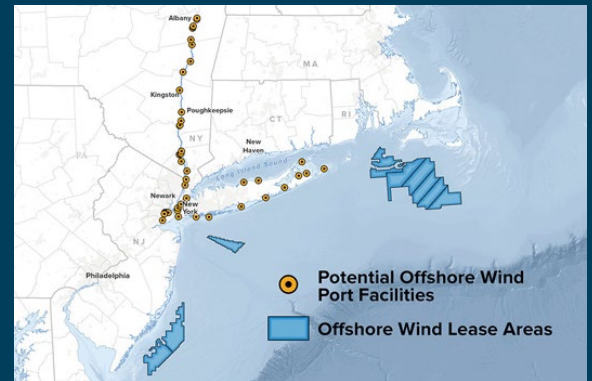 Albany
MA
Kingston
Poughkeepsie
CT
RI
NY
New
Haven
PA
Long Island Sound
Newark
New
York
NJ
Philadelphia
Potential Offshore Wind
Port Facilities
Offshore Wind Lease Areas